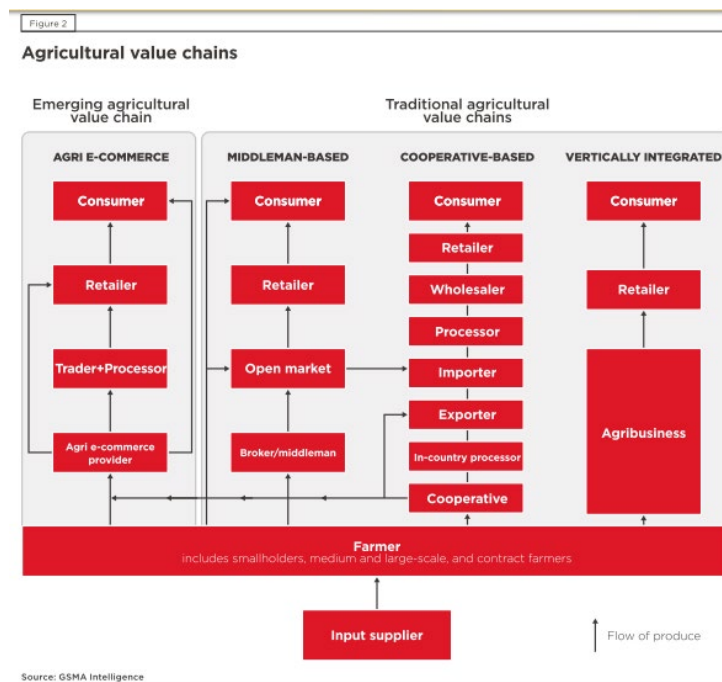 Figure 2
Agricultural value chains
Emerging agricultural
value chain
Traditional agricultural
value chains
AGRI E-COMMERCE
MIDDLEMAN-BASED
COOPERATIVE-BASED
VERTICALLY INTEGRATED
Consumer
Consumer
Consumer
Consumer
Retailer
Retailer
Retailer
Retailer
Wholesaler
Processor
Trader+Processor
Open market
Importer
Exporter
Agribusiness
Agri e-commerce
provider
Broker/middleman
In-country processor
Cooperative
Farmer
includes smallholders, medium and large-scale, and contract farmers
Input supplier
Flow of produce
Source: GSMA Intelligence